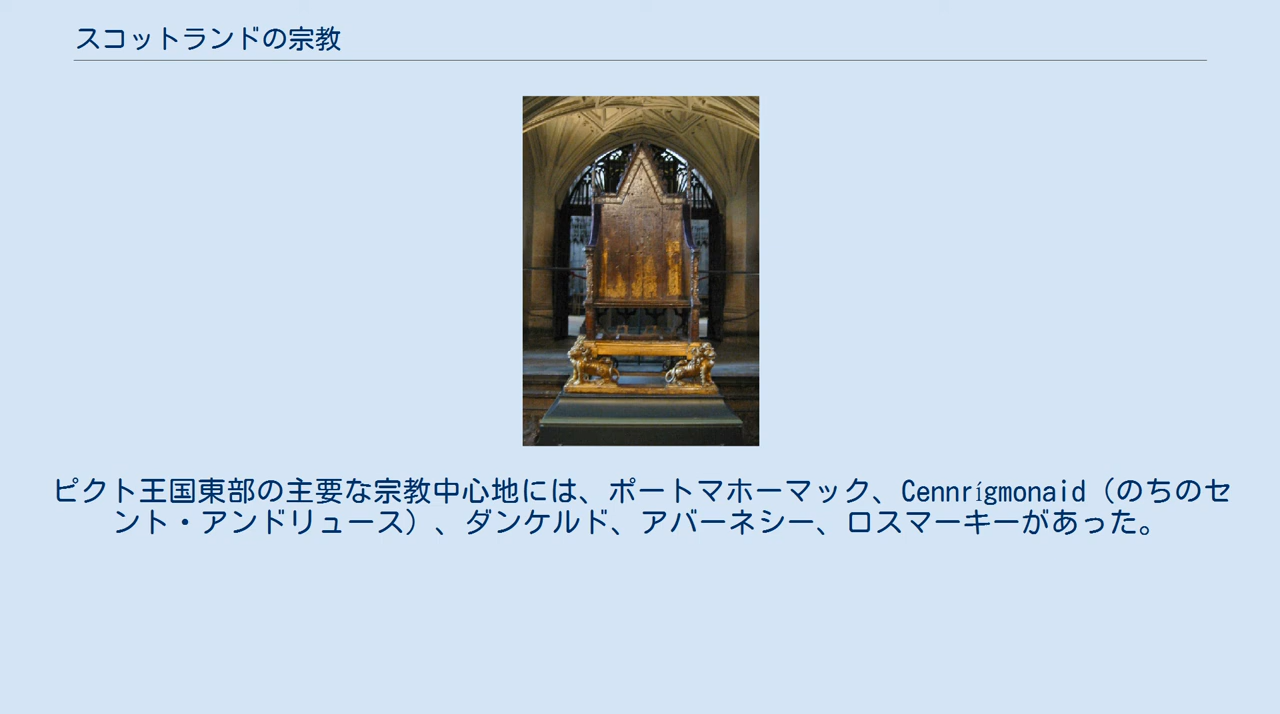 スコットランドの宗教
ピクト王国東部の主要な宗教中心地には、ポートマホーマック、Cennrígmonaid（のちのセ
ント・アンドリュース）、ダンケルド、アバーネシー、ロスマーキーがあった。